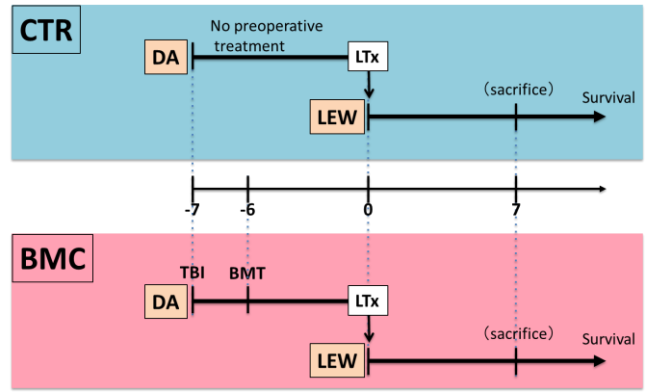 CTR
No preoperative
treatment
DA
LTx
LEW
（sacrifice）
Survival
-7
-6
0
7
BMC
TBI
BMT
DA
LTx
LEW
（sacrifice）
Survival